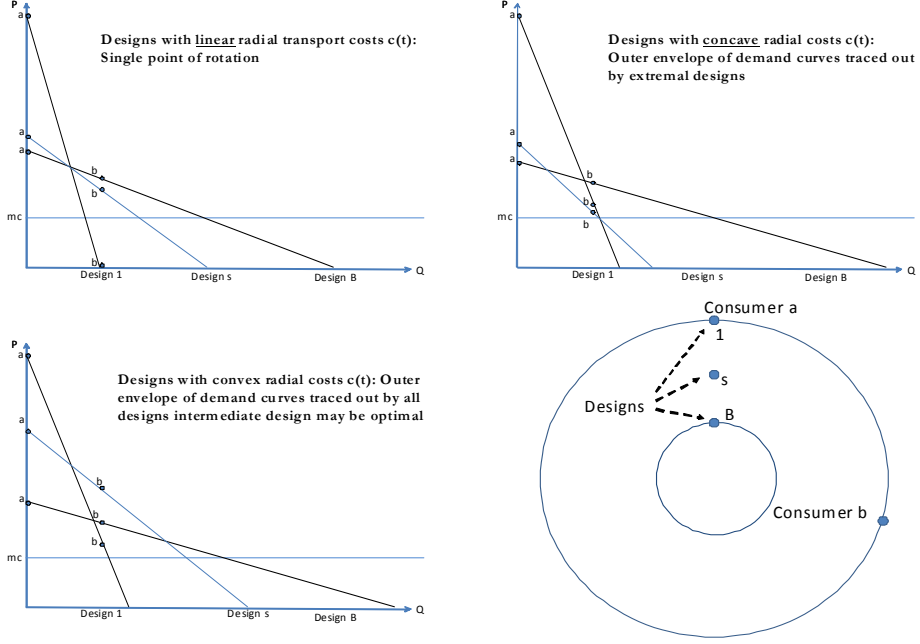 P
a
Designs with linear radial transport costs c(t):
Single point of rotation
a
a
b
b
mc
b
Design 1
Design s
Design B
Q
P
a
Designs with concave radial costs c(t):
Outer envelope of demand curves traced out
by extremal designs
a
a
b
b
mc
b
Design 1
Design s
Design B
Q
P
a
Designs with convex radial costs c(t): Outer
envelope of demand curves traced out by all
designs intermediate design may be optimal
a
b
a
b
b
mc
Design 1
Design s
Design B
Q
Consumer a
1
s
Designs
B
Consumer b